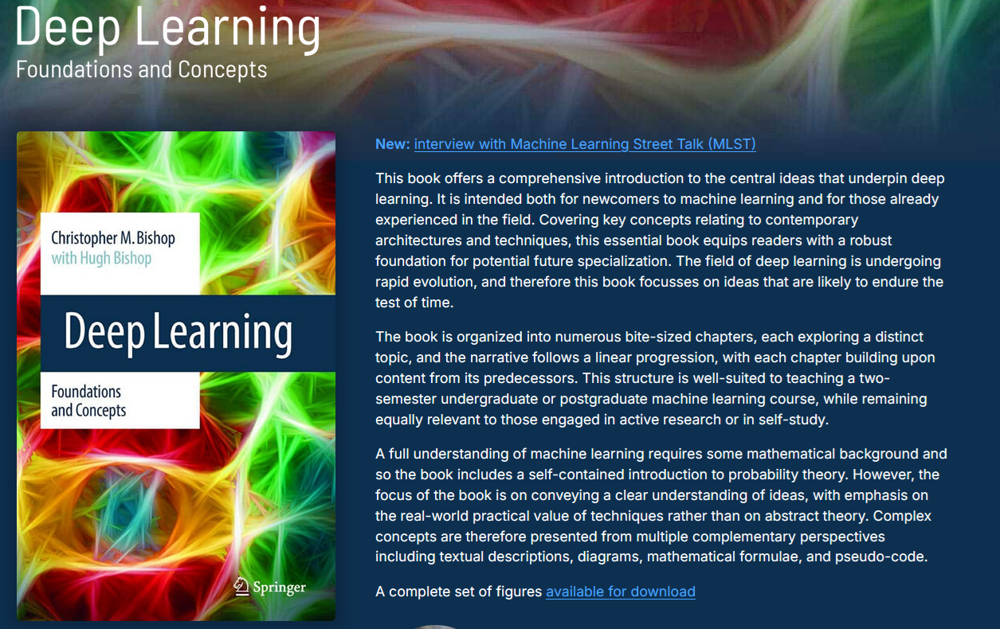 Deep Learning
Foundations and Concepts
Christopher M. Bishop
with Hugh Bishop
Deep Learning
Foundations
and Concepts
Springer
New: interview with Machine Learning Street Talk (MLST)
This book offers a comprehensive introduction to the central ideas that underpin deep
learning. It is intended both for newcomers to machine learning and for those already
experienced in the field. Covering key concepts relating to contemporary
architectures and techniques, this essential book equips readers with a robust
foundation for potential future specialization. The field of deep learning is undergoing
rapid evolution, and therefore this book focusses on ideas that are likely to endure the
test of time.
The book is organized into numerous bite-sized chapters, each exploring a distinct
topic, and the narrative follows a linear progression, with each chapter building upon
content from its predecessors. This structure is well-suited to teaching a two-
semester undergraduate or postgraduate machine learning course, while remaining
equally relevant to those engaged in active research or in self-study.
A full understanding of machine learning requires some mathematical background and
so the book includes a self-contained introduction to probability theory. However, the
focus of the book is on conveying a clear understanding of ideas, with emphasis on
the real-world practical value of techniques rather than on abstract theory. Complex
concepts are therefore presented from multiple complementary perspectives
including textual descriptions, diagrams, mathematical formulae, and pseudo-code.
A complete set of figures available for download